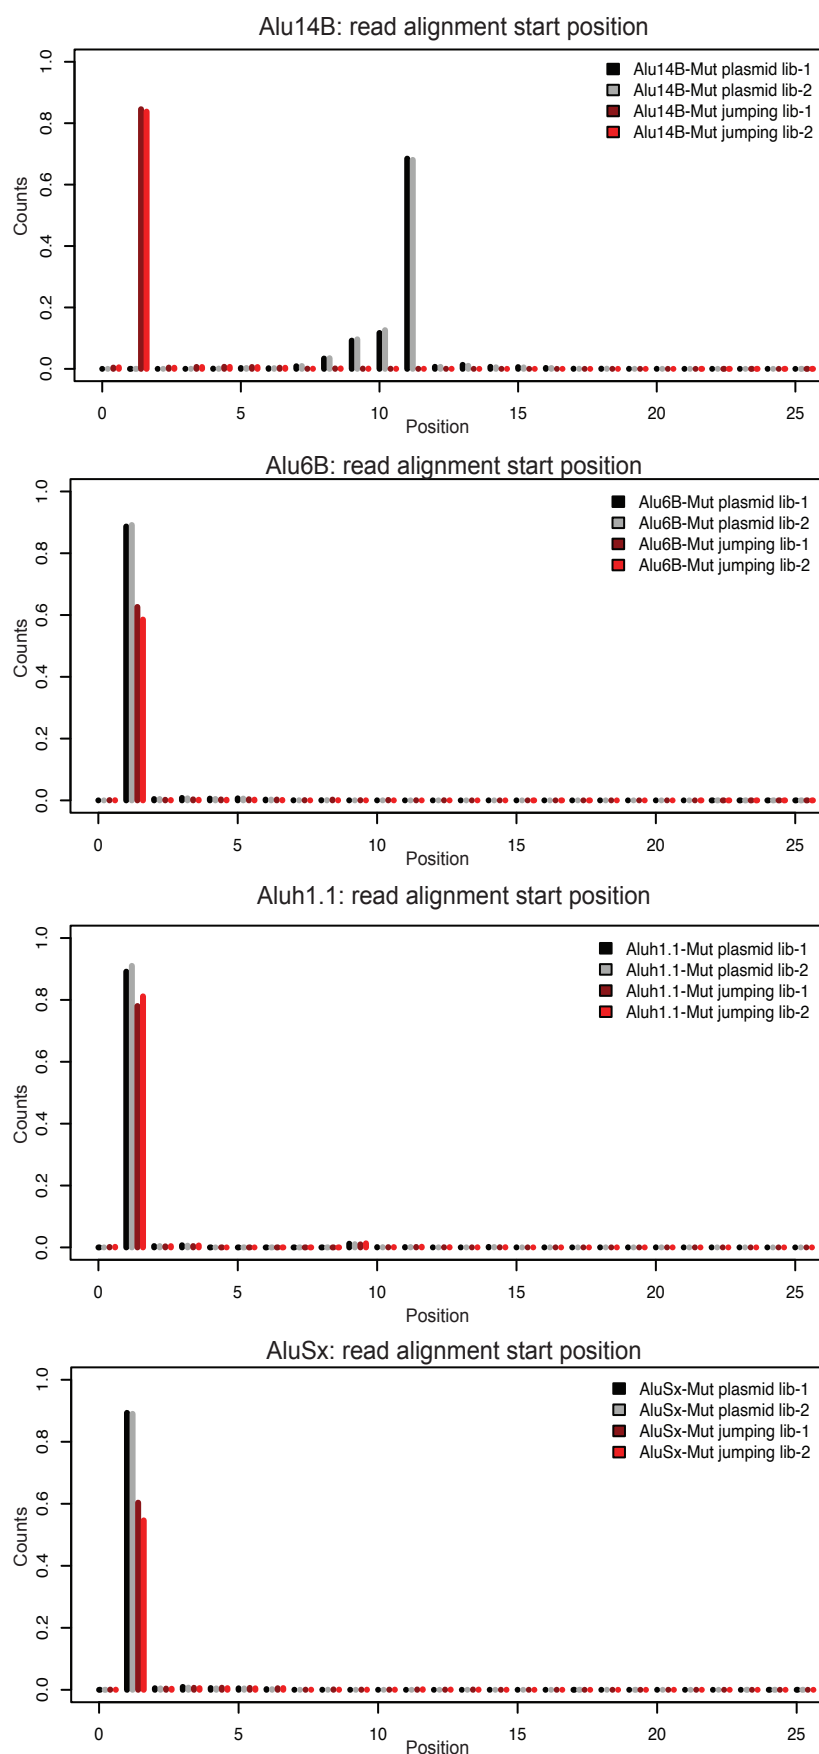 Alu14B: read alignment start position
Alu14B-Mut plasmid lib-1
Alu14B-Mut plasmid lib-2
Alu14B-Mut jumping lib-1
Alu14B-Mut jumping lib-2
Counts
1.0
0.8
0.6
0.4
0.2
0.0
0 5 10 15 20 25
Position
Alu6B: read alignment start position
Alu6B-Mut plasmid lib-1
Alu6B-Mut plasmid lib-2
Alu6B-Mut jumping lib-1
Alu6B-Mut jumping lib-2
Counts
1.0
0.8
0.6
0.4
0.2
0.0
0 5 10 15 20 25
Position
Aluh1.1: read alignment start position
Aluh1.1-Mut plasmid lib-1
Aluh1.1-Mut plasmid lib-2
Aluh1.1-Mut jumping lib-1
Aluh1.1-Mut jumping lib-2
Counts
1.0
0.8
0.6
0.4
0.2
0.0
0 5 10 15 20 25
Position
AluSx: read alignment start position
AluSx-Mut plasmid lib-1
AluSx-Mut plasmid lib-2
AluSx-Mut jumping lib-1
AluSx-Mut jumping lib-2
Counts
1.0
0.8
0.6
0.4
0.2
0.0
0 5 10 15 20 25
Position